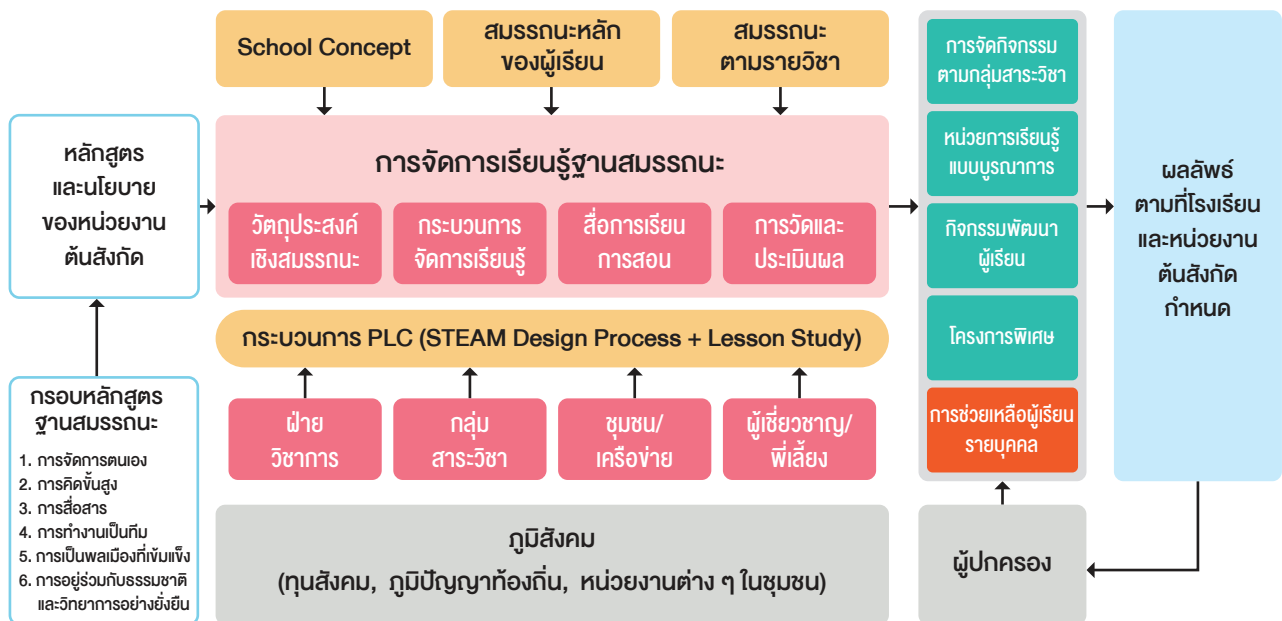 School Concept
สมรรถนะหลัก
ของผู้เรียน
สมรรถนะ
ตามรายวิชา
หลักสูตร
และนโยบาย
ของหน่วยงาน
ต้นสังกัด
กรอบหลักสูตร
ฐานสมรรถนะ
1. การจัดการตนเอง
2. การคิดขั้นสูง
3. การสื่อสาร
4. การทำงานเป็นทีม
5. การเป็นพลเมืองที่เข้มแข็ง
6. การอยู่ร่วมกับธรรมชาติ
และวิทยาการอย่างยั่งยืน
การจัดการเรียนรู้ฐานสมรรถนะ
วัตถุประสงค์
เชิงสมรรถนะ
กระบวนการ
จัดการเรียนรู้
สื่อการเรียน
การสอน
การวัดและ
ประเมินผล
กระบวนการ PLC (STEAM Design Process + Lesson Study)
ฝ่าย
วิชาการ
กลุ่ม
สาระวิชา
ชุมชน/
เครือข่าย
ผู้เชี่ยวชาญ/
พี่เลี้ยง
ภูมิสังคม
(ทุนสังคม, ภูมิปัญญาท้องถิ่น, หน่วยงานต่าง ๆ ในชุมชน)
การจัดกิจกรรม
ตามกลุ่มสาระวิชา
หน่วยการเรียนรู้
แบบบูรณาการ
กิจกรรมพัฒนา
ผู้เรียน
โครงการพิเศษ
การช่วยเหลือผู้เรียน
รายบุคคล
ผู้ปกครอง
ผลลัพธ์
ตามที่โรงเรียน
และหน่วยงาน
ต้นสังกัด
กำหนด